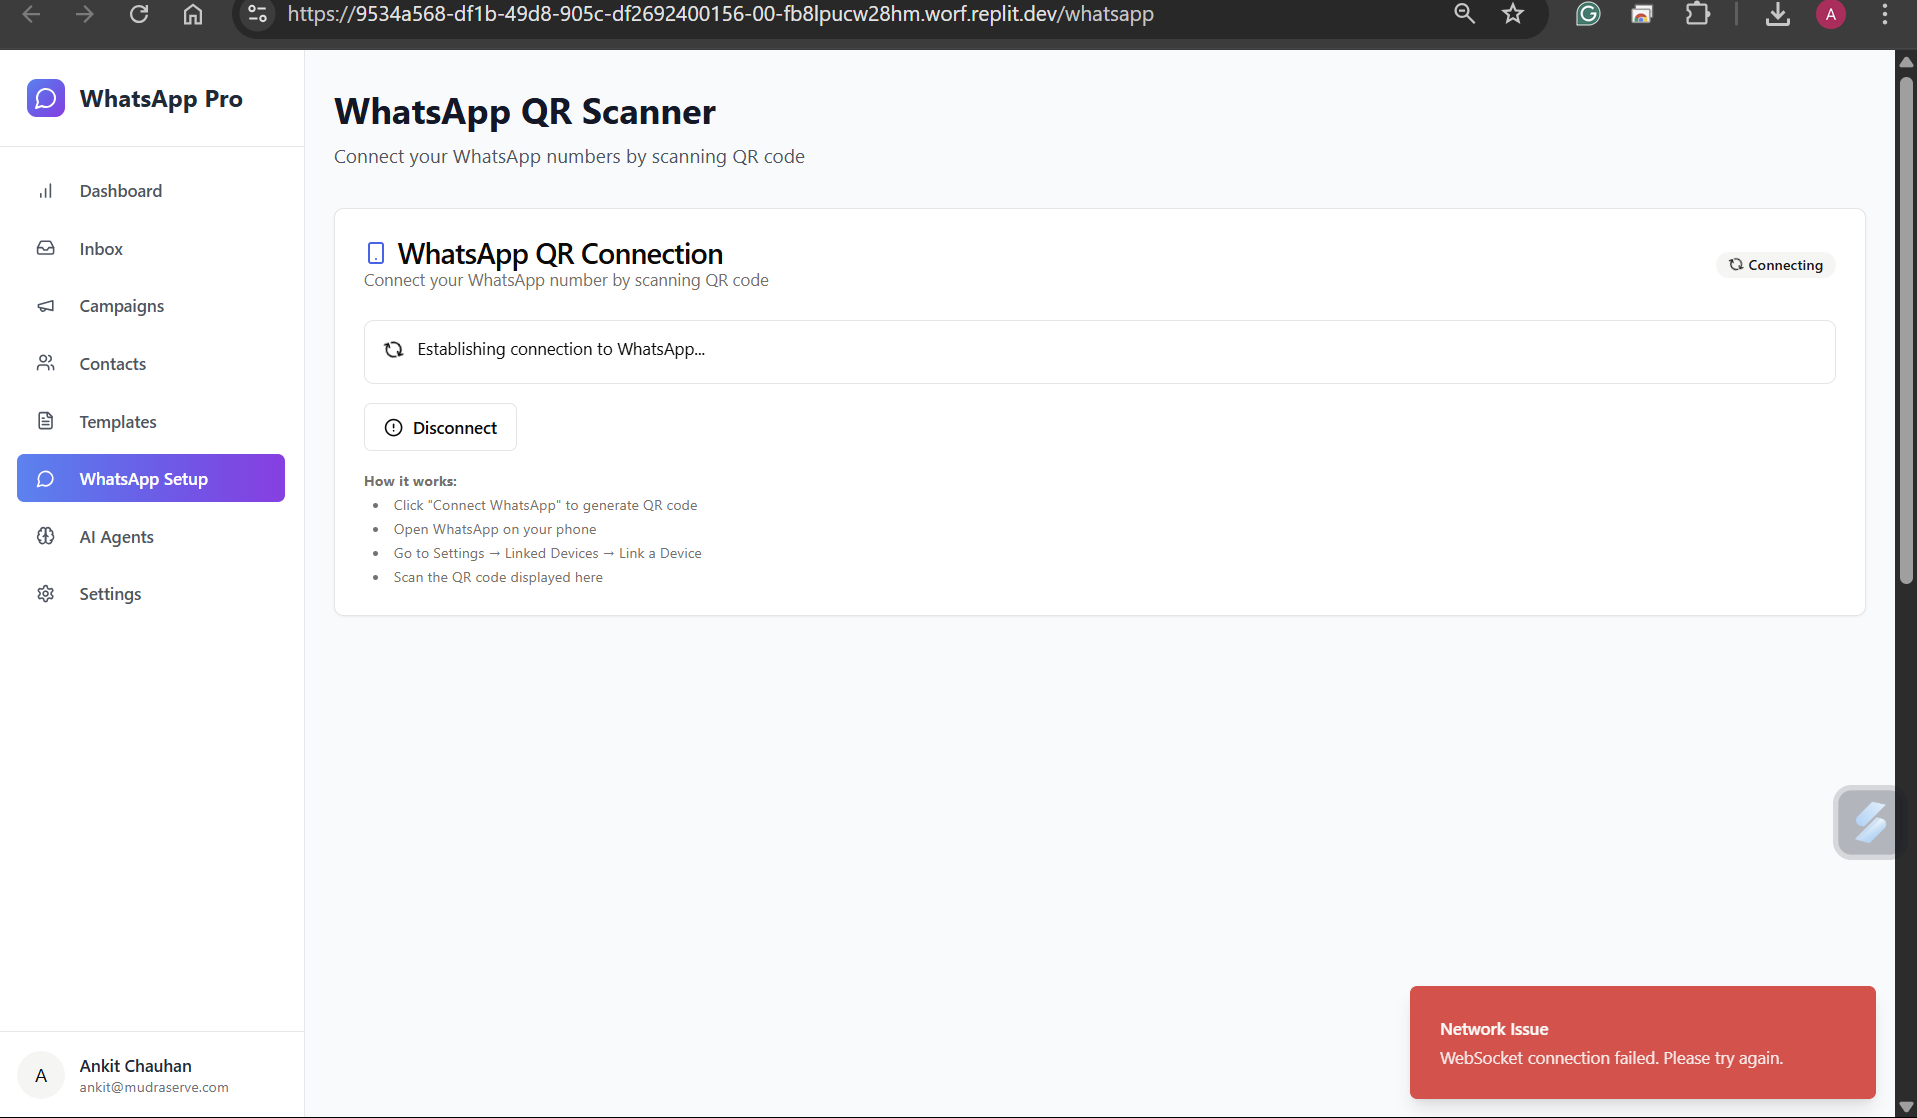 https://9534a568-df1b-49d8-905c-df2692400156-00-fb8lpucw28hm.worf.replit.dev/whatsapp
A
WhatsApp Pro
Dashboard
Inbox
Campaigns
Contacts
Templates
WhatsApp Setup
AI Agents
Settings
A
Ankit Chauhan
ankit@mudraserve.com
WhatsApp QR Scanner
Connect your WhatsApp numbers by scanning QR code
WhatsApp QR Connection
Connect your WhatsApp number by scanning QR code
Connecting
Establishing connection to WhatsApp...
Disconnect
How it works:
• Click "Connect WhatsApp" to generate QR code
• Open WhatsApp on your phone
• Go to Settings → Linked Devices → Link a Device
• Scan the QR code displayed here
Network Issue
WebSocket connection failed. Please try again.